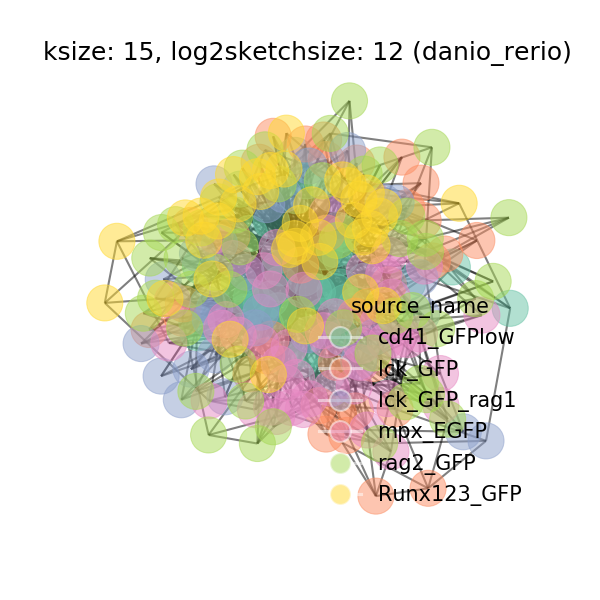 ksize: 15, log2sketchsize: 12 (danio_rerio)
source_name
cd41_GFPlow
lck_GFP
lck_GFP_rag1
mpx_EGFP
rag2_GFP
Runx123_GFP